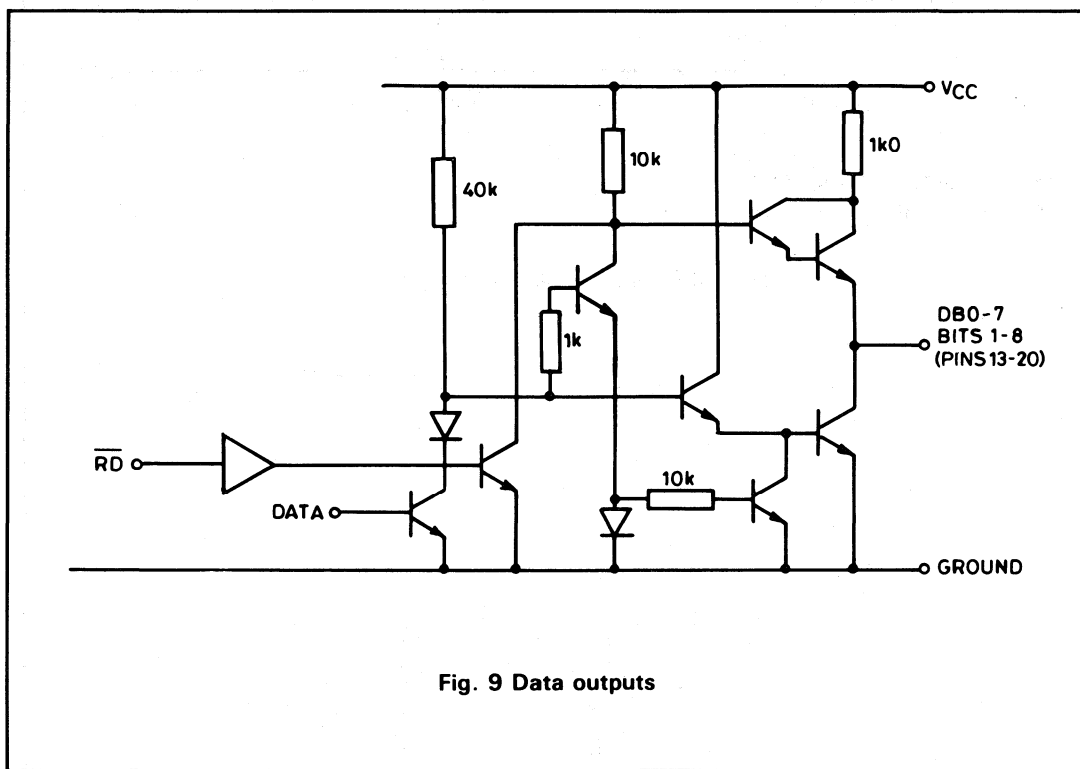 VCC
1k0
10k
40k
1k
DB0-7
BITS 1-8
(PINS 13-20)
RD
10k
DATA
GROUND
Fig. 9 Data outputs